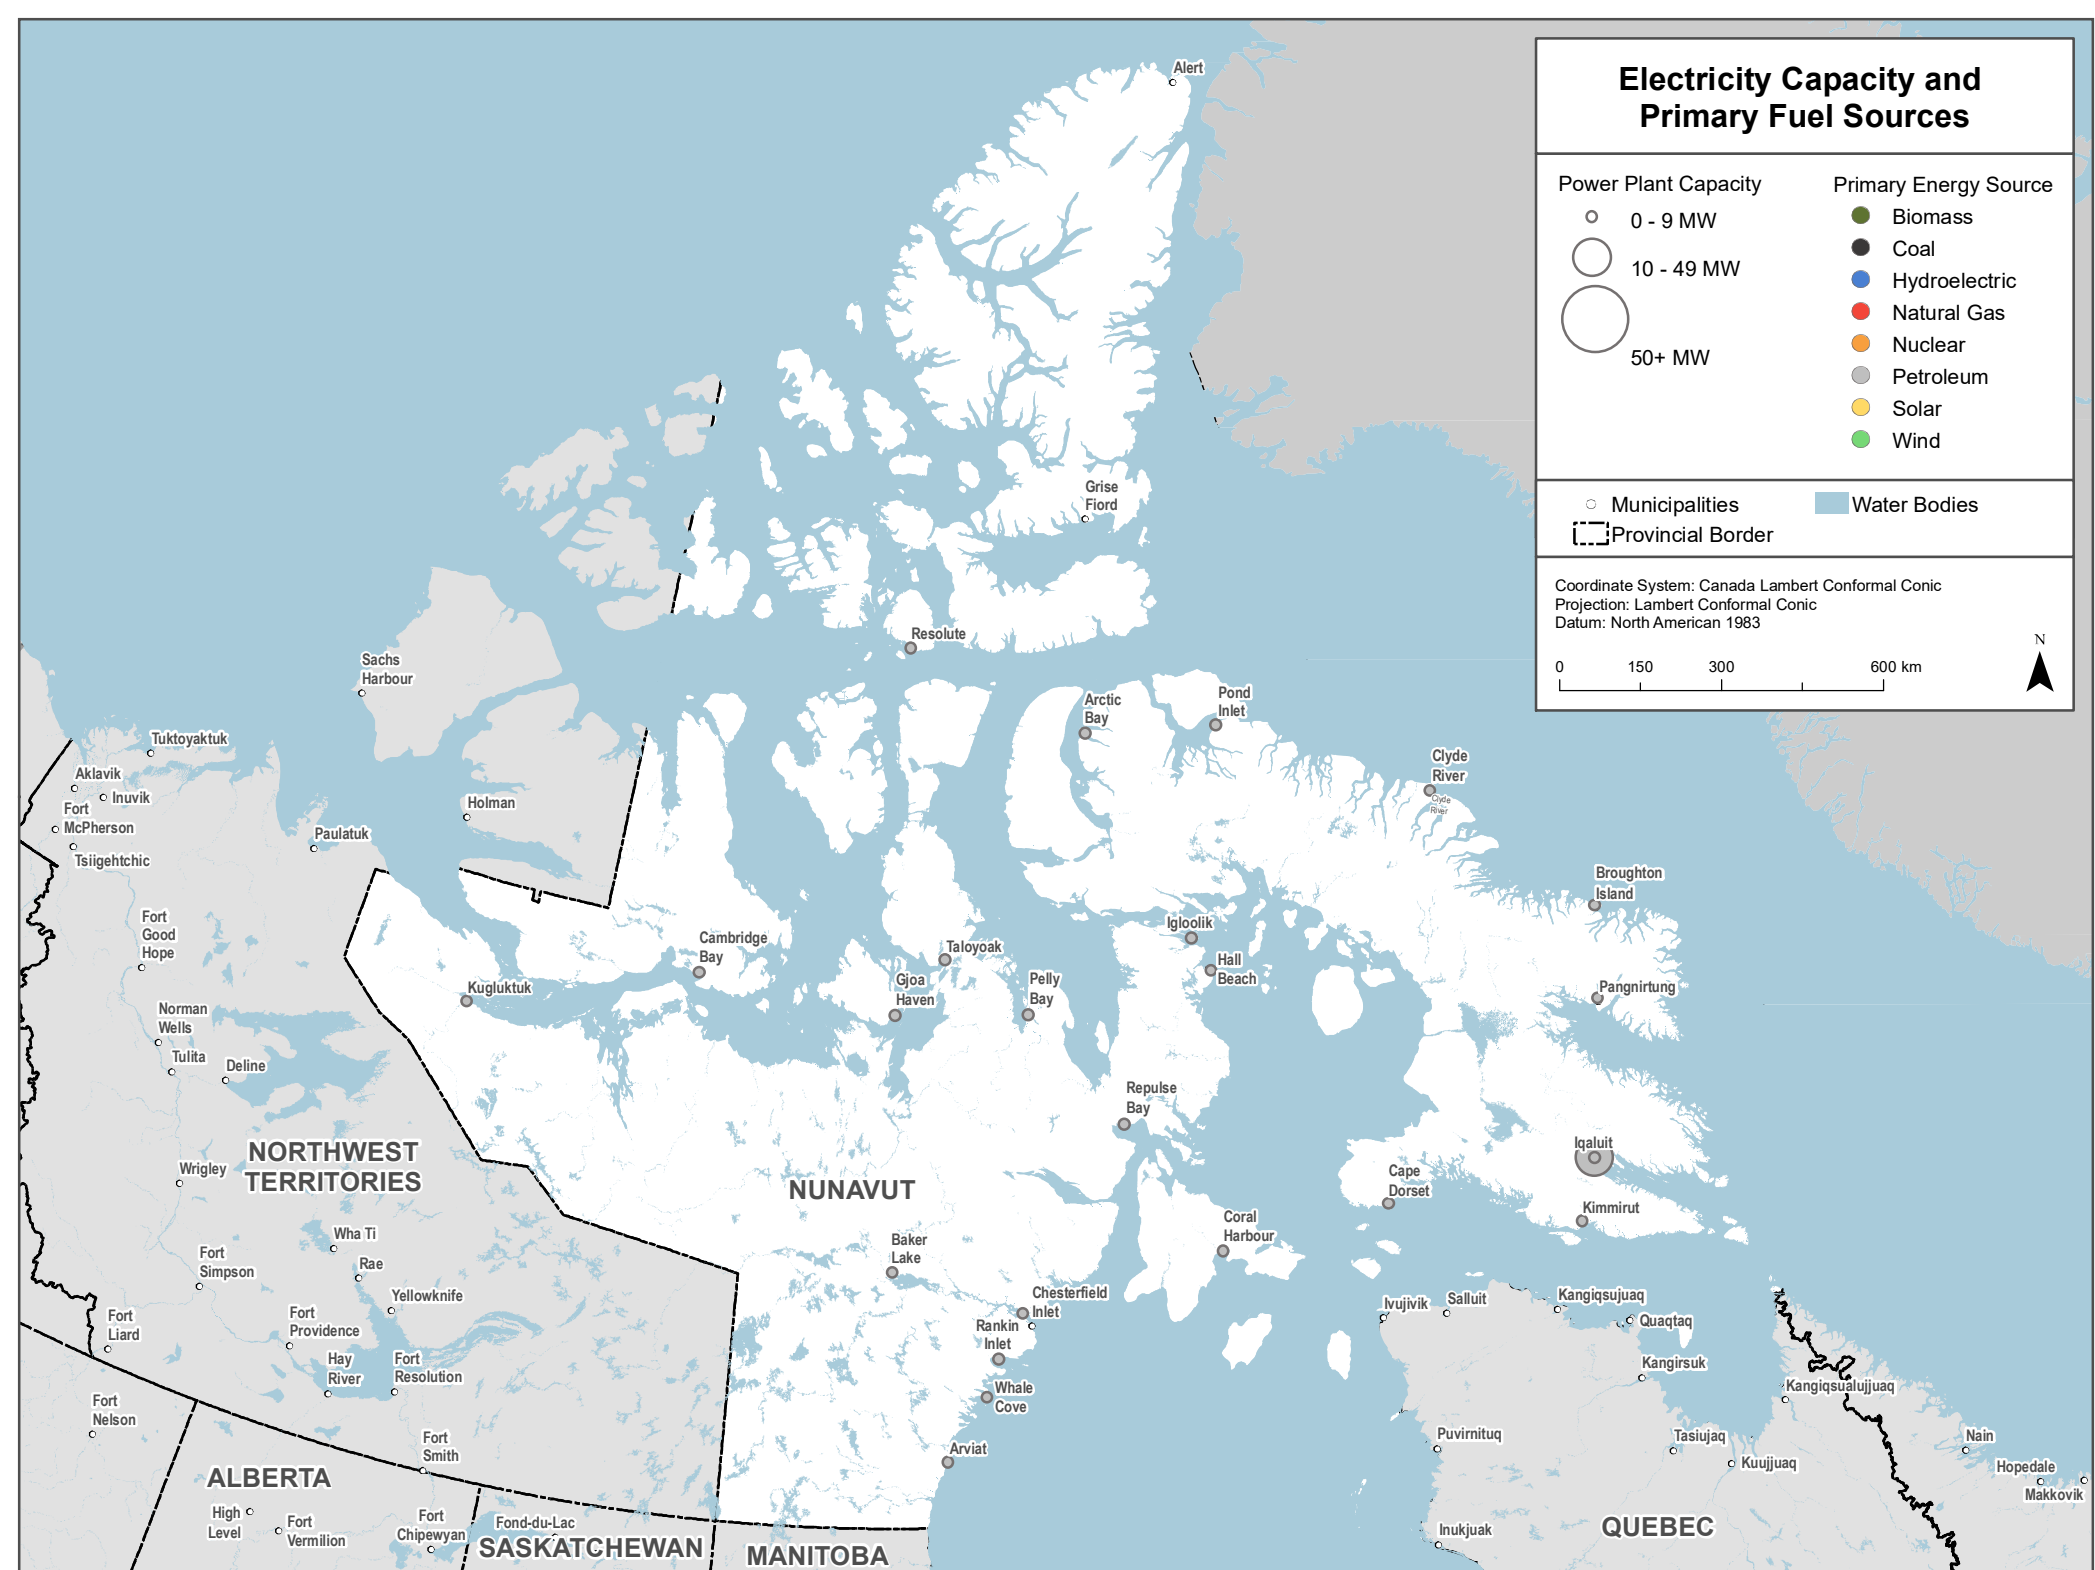 Electricity Capacity and
Primary Fuel Sources
Power Plant Capacity
0 - 9 MW
10 - 49 MW
50+ MW
Primary Energy Source
Biomass
Coal
Hydroelectric
Natural Gas
Nuclear
Petroleum
Solar
Wind
Municipalities
Water Bodies
Provincial Border
Coordinate System: Canada Lambert Conformal Conic
Projection: Lambert Conformal Conic
Datum: North American 1983
N
0 150 300 600 km
Alert
Grise
Fiord
Resolute
Sachs
Harbour
Arctic
Bay
Pond
Inlet
Tuktoyaktuk
Aklavik
Inuvik
Fort
McPherson
Tsiigehtchic
Holman
Paulatuk
Clyde
River
Clyde
River
Broughton
Island
Fort
Good
Hope
Cambridge
Bay
Taloyoak
Igloolik
Hall
Beach
Kugluktuk
Gjoa
Haven
Pelly
Bay
Pangnirtung
Norman
Wells
Tulita
Deline
Repulse
Bay
NORTHWEST
TERRITORIES
Wrigley
NUNAVUT
Iqaluit
Cape
Dorset
Kimmirut
Wha Ti
Rae
Fort
Simpson
Yellowknife
Coral
Harbour
Baker
Lake
Chesterfield
Inlet
Rankin
Inlet
Whale
Cove
Arviat
Fort
Liard
Fort
Providence
Hay
River
Fort
Resolution
Fort
Nelson
Fort
Smith
Ivujivik
Salluit
Kangiqsujuaq
Quaqtaq
Kangirsuk
Kangiqsualujjuaq
Puvirnituq
Tasiujaq
Kuujjuaq
Nain
Hopedale
Makkovik
ALBERTA
High
Level
Fort
Vermilion
Fort
Chipewyan
Fond-du-Lac
SASKATCHEWAN
MANITOBA
Inukjuak
QUEBEC